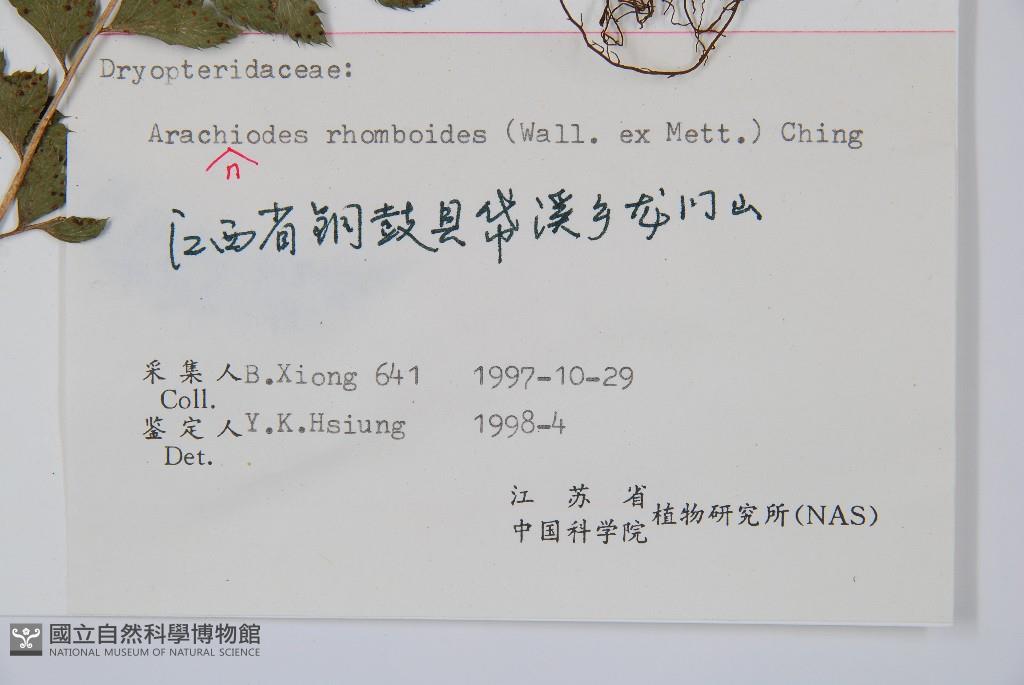 Dryopteridaceae:
Arachiodes rhomboides (Wall. ex Mett.) Ching
n
江西省铜鼓县帒溪乡龙门山
采集人B.Xiong 641 1997-10-29
Coll.
鉴定人Y.K.Hsiung 1998-4
Det.
江苏省
中国科学院植物研究所(NAS)
國立自然科學博物館
NATIONAL MUSEUM OF NATURAL SCIENCE